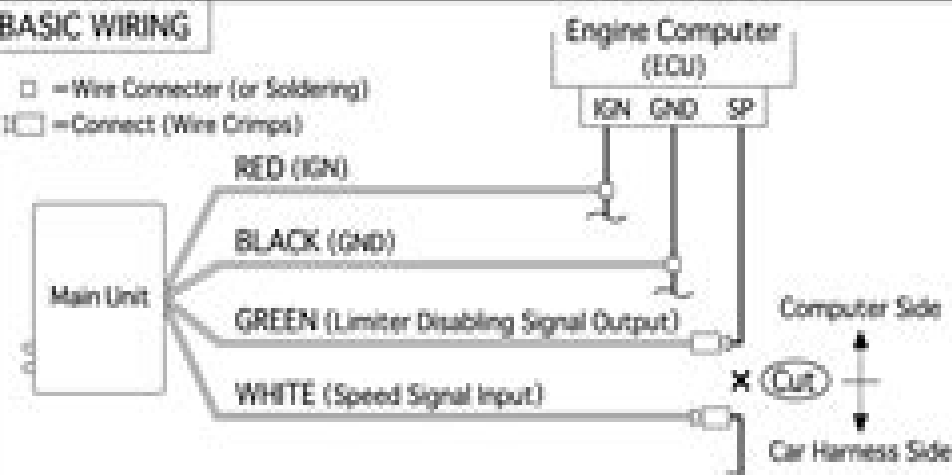 BASIC WIRING
=Wire Connecter (or Soldering)
=Connect (Wire Crimps)
Engine Computer
(ECU)
IGN GND SP
RED (IGN)
BLACK (GND)
Main Unit
GREEN (Limiter Disabling Signal Output)
WHITE (Speed Signal Input)
Computer Side
Cut
Car Harness Side